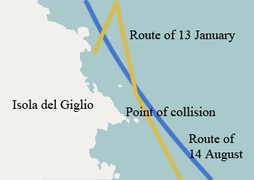 Route of 13 January
Isola del Giglio
Point of collision
Route of
14 August